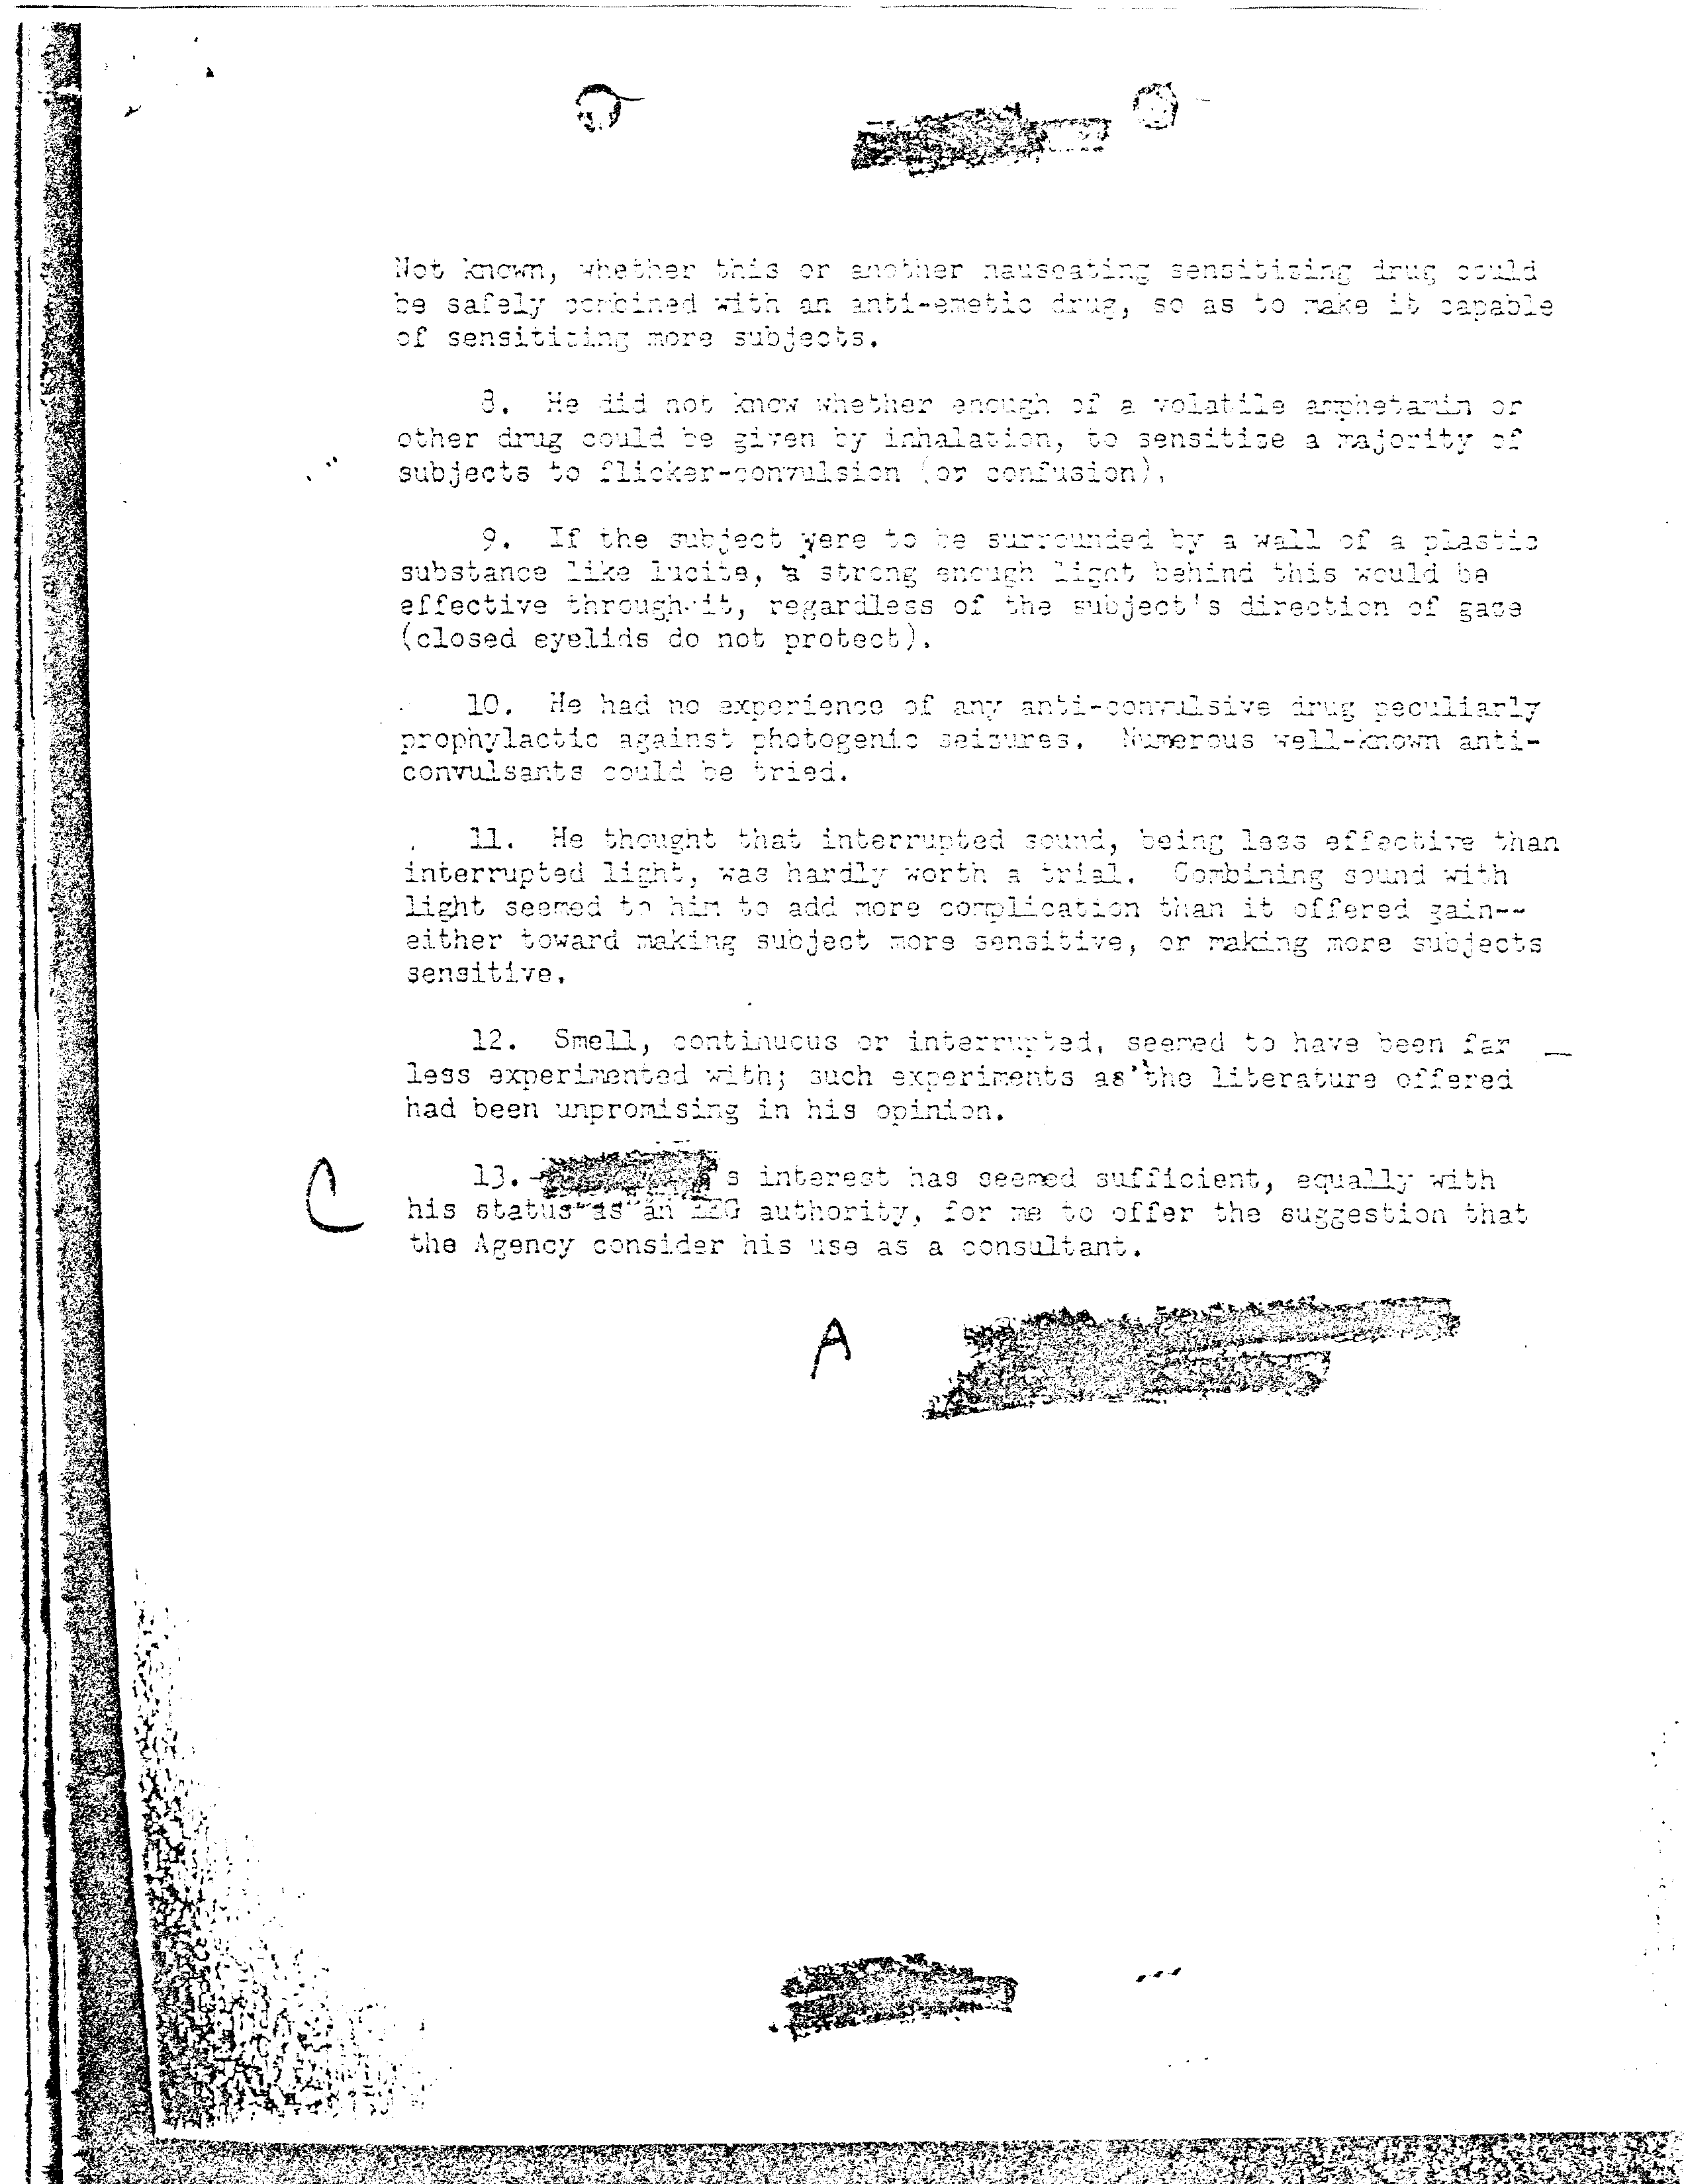 Not known, whether this or another nauseating sensitizing drug could
be safely combined with an anti-emetic drug, so as to make it capable
of sensitizing more subjects.
8. He did not know whether enough of a volatile amphetamin or
other drug could be given by inhalation, to sensitize a majority of
subjects to flicker-convulsion (or confusion).
9. If the subject were to be surrounded by a wall of a plastic
substance like lucite, a strong enough light behind this would be
effective through it, regardless of the subject's direction of gaze
(closed eyelids do not protect).
10. He had no experience of any anti-convulsive drug peculiarly
prophylactic against photogenic seizures. Numerous well-known anti-
convulsants could be tried.
11. He thought that interrupted sound, being less effective than
interrupted light, was hardly worth a trial. Combining sound with
light seemed to him to add more complication than it offered gain--
either toward making subject more sensitive, or making more subjects
sensitive.
12. Smell, continuous or interrupted, seemed to have been far
less experimented with; such experiments as the literature offered
had been unpromising in his opinion.
C
13. 's interest has seemed sufficient, equally with
his status as an EEG authority, for me to offer the suggestion that
the Agency consider his use as a consultant.
A